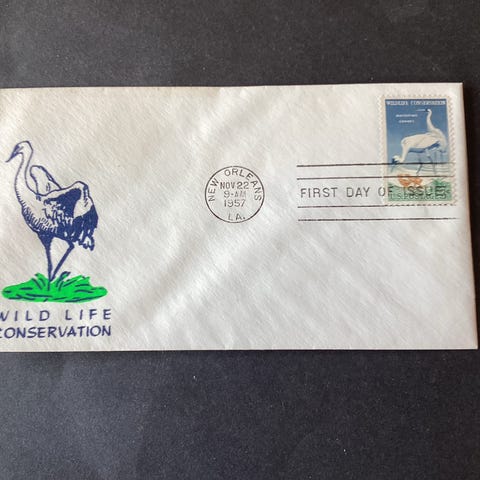 WILDLIFE CONSERVATION
WHOOPING
CRANES
NEW ORLEANS
NOV 22
9-AM
1957
LA.
FIRST DAY OF ISSUE
U.S. POSTAGE 3¢
WILD LIFE
CONSERVATION